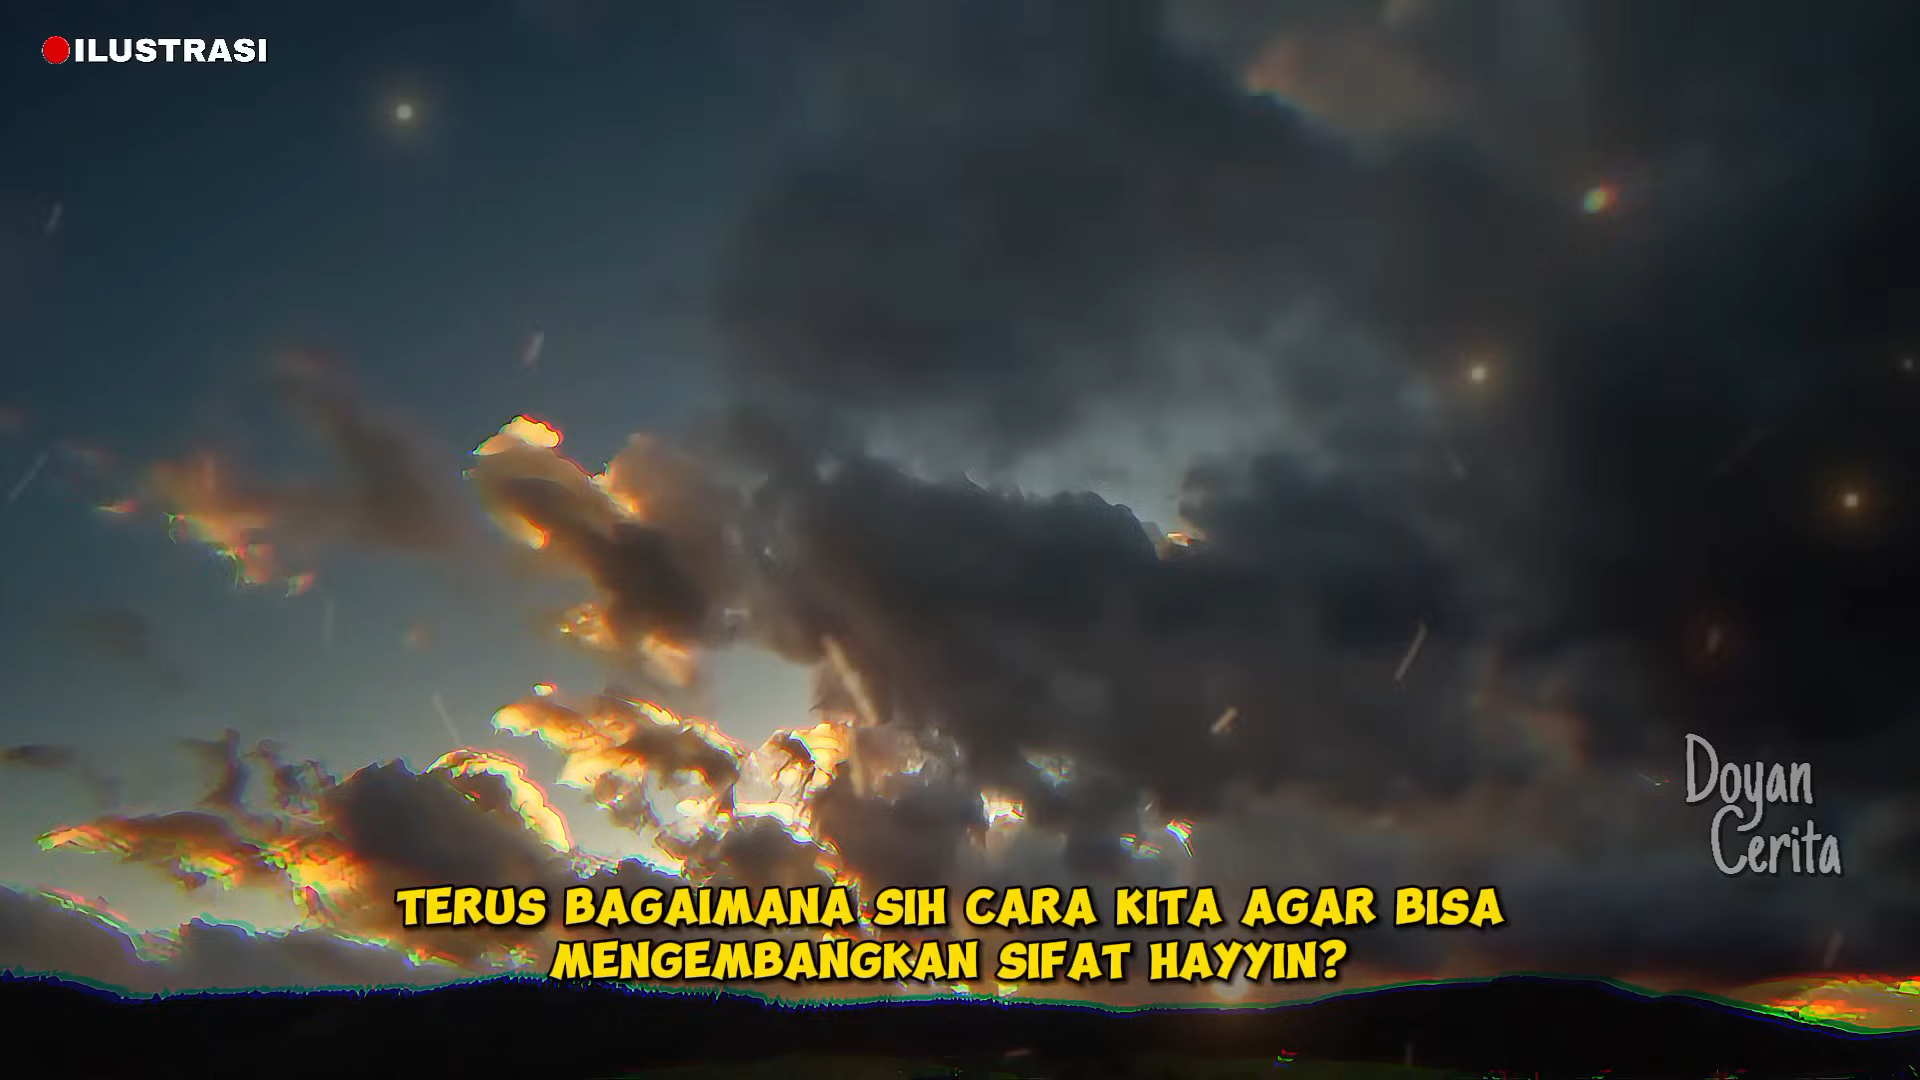 ILUSTRASI
Doyan
Cerita
TERUS BAGAIMANA SIH CARA KITA AGAR BISA
MENGEMBANGKAN SIFAT HAYYIN?